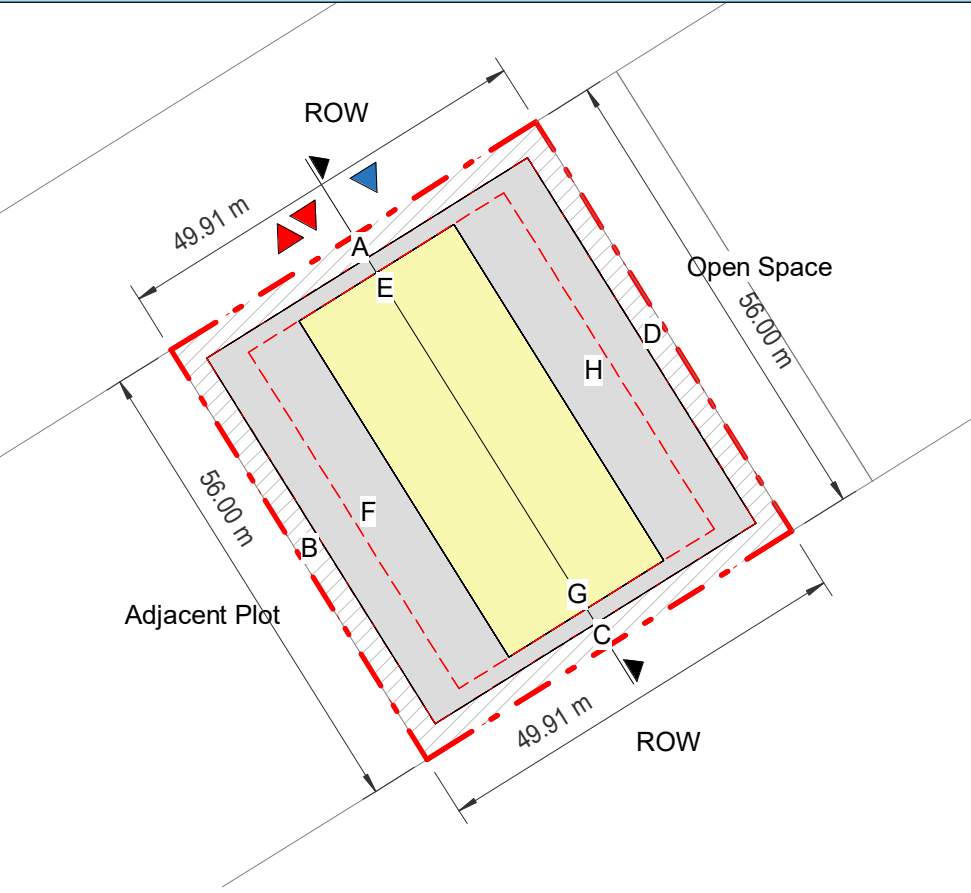 ROW
49.91 m
A
E
Open Space
56.00 m
D
H
56.00 m
F
B
Adjacent Plot
G
C
49.91 m
ROW